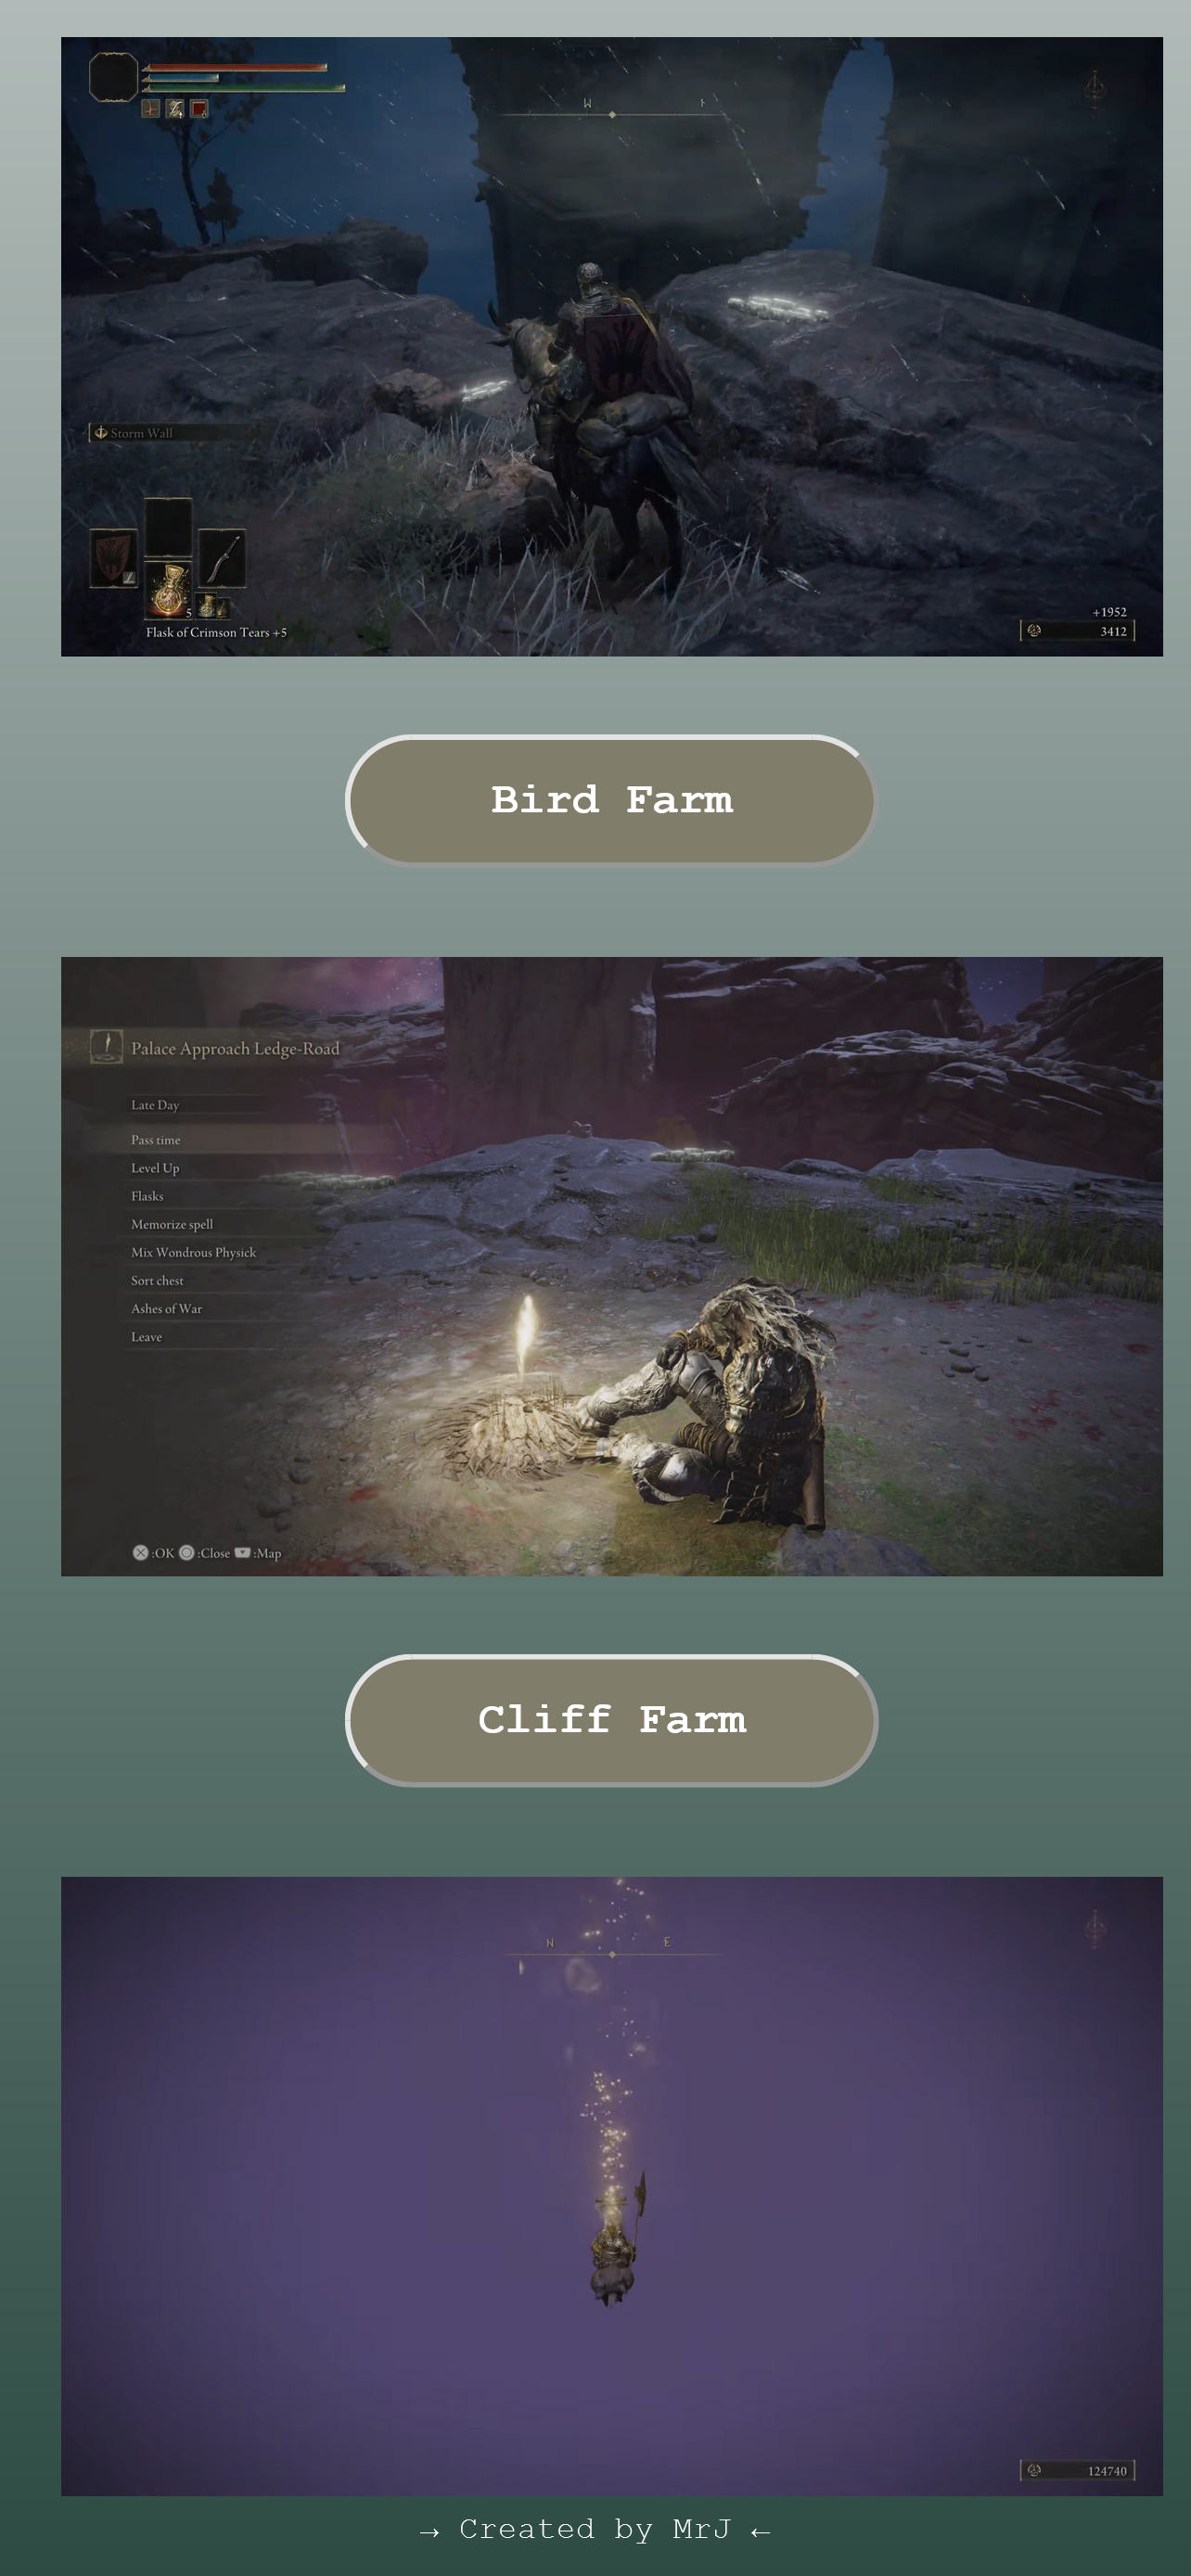 W
Storm Wall
5
Flask of Crimson Tears +5
+1952
3412
Bird Farm
Palace Approach Ledge-Road
Late Day
Pass time
Level Up
Flasks
Memorize spell
Mix Wondrous Physick
Sort chest
Ashes of War
Leave
:OK :Close :Map
Cliff Farm
N E
124740
→ Created by MrJ ←